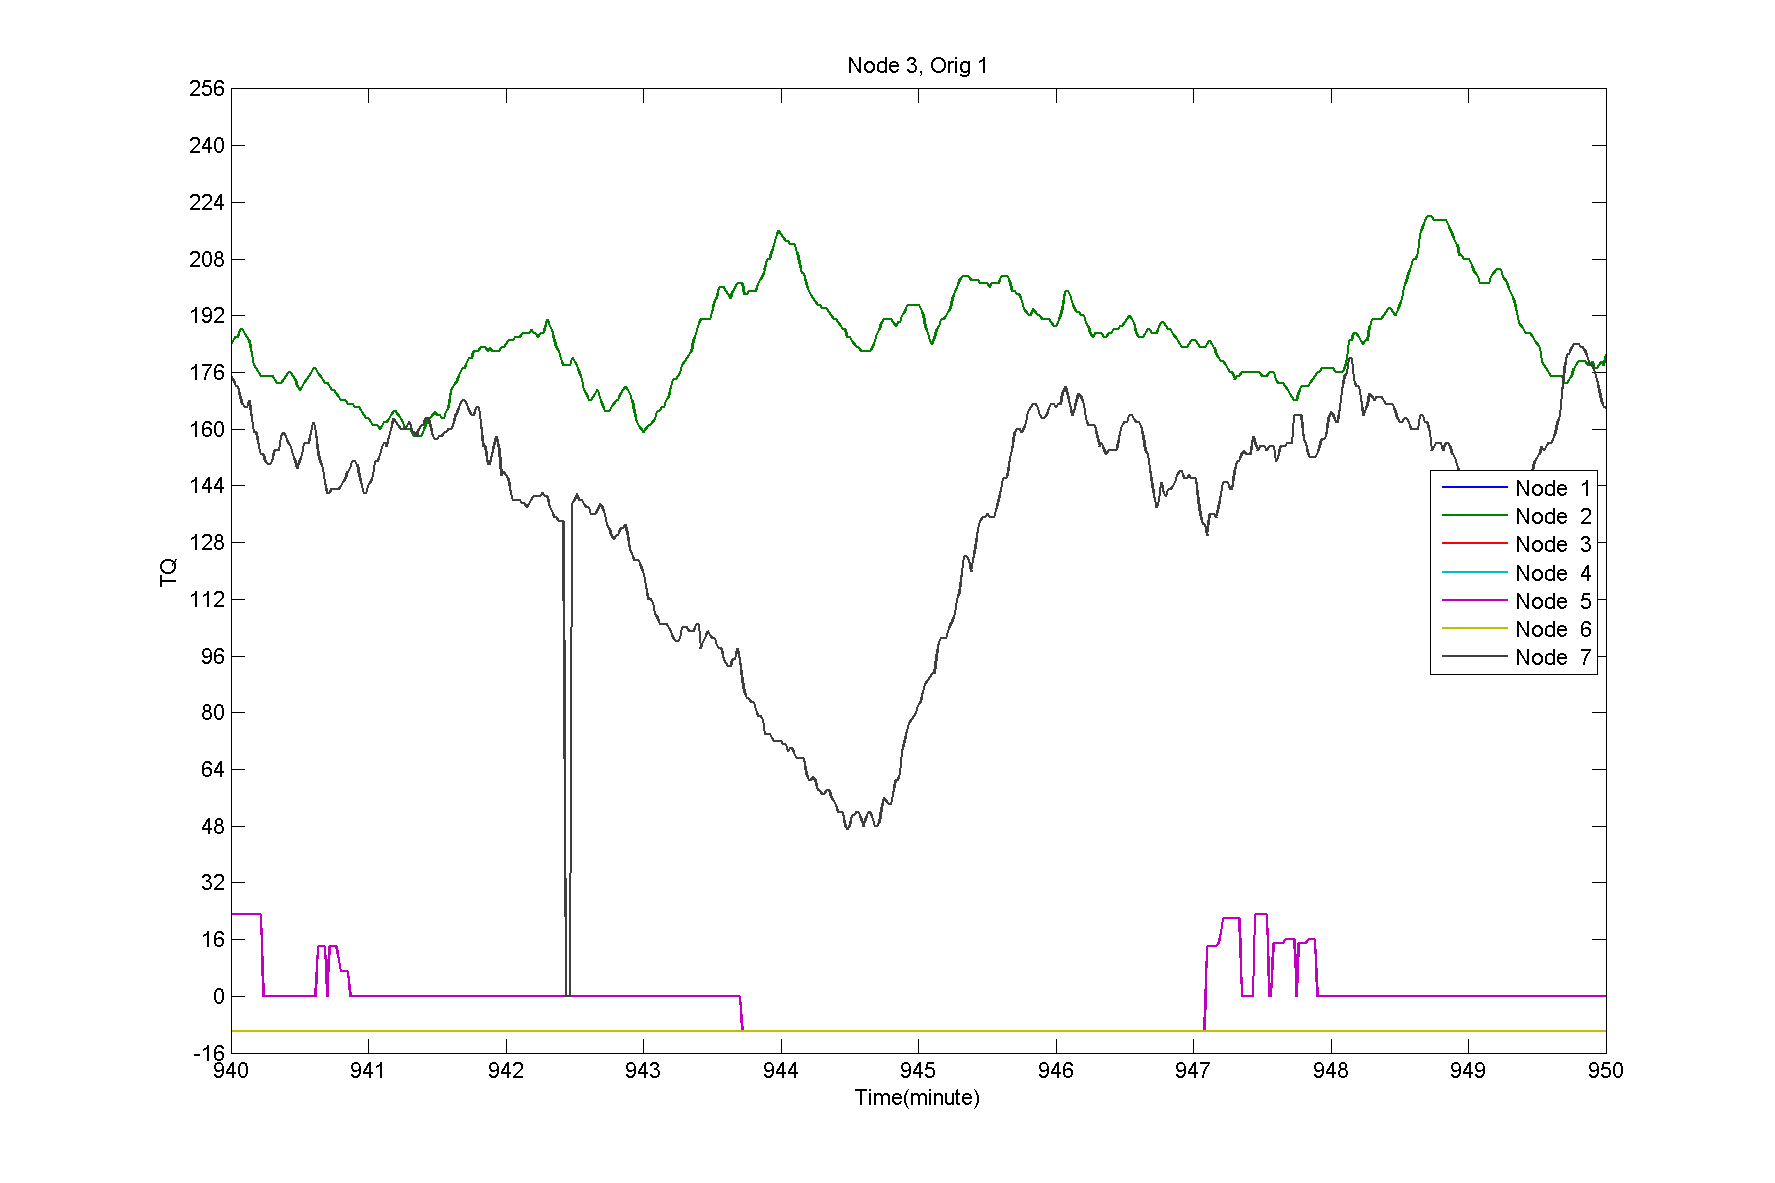 Node 3, Orig 1
256
240
224
208
192
176
160
144
128
112
96
80
64
48
32
16
0
-16
TQ
Node 1
Node 2
Node 3
Node 4
Node 5
Node 6
Node 7
940 941 942 943 944 945 946 947 948 949 950
Time(minute)